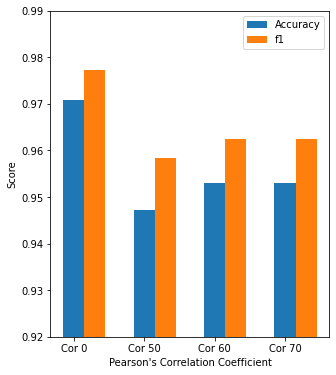 0.99
0.98
0.97
0.96
0.95
0.94
0.93
0.92
Score
Accuracy
f1
Cor 0 Cor 50 Cor 60 Cor 70
Pearson's Correlation Coefficient